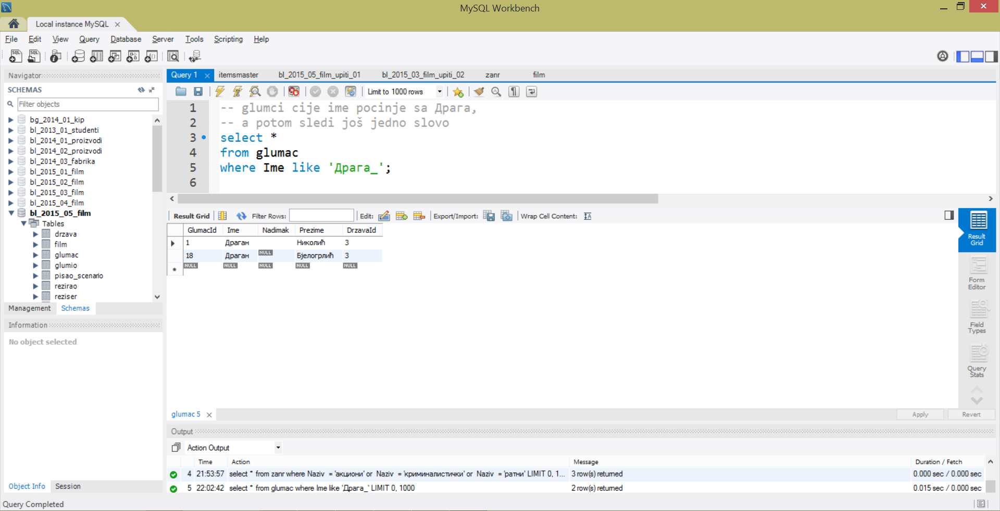 MySQL Workbench
Local instance MySQL
File Edit View Query Database Server Tools Scripting Help
Navigator
SCHEMAS
Filter objects
bg_2014_01_kip
bl_2013_01_studenti
bl_2014_01_proizvodi
bl_2014_02_proizvodi
bl_2014_03_fabrika
bl_2015_01_film
bl_2015_02_film
bl_2015_03_film
bl_2015_04_film
bl_2015_05_film
Tables
drzava
film
glumac
glumio
pisao_scenario
rezirao
reziser
Management Schemas
Information
No object selected
Object Info Session
Query Completed
Query 1 itemsmaster bl_2015_05_film_upiti_01 bl_2015_03_film_upiti_02 zanr film
Limit to 1000 rows
1 -- glumci cije ime pocinje sa Драга,
2 -- a potom sledi još jedno slovo
3 select *
4 from glumac
5 where Ime like 'Драга_';
6
Result Grid Filter Rows: Edit: Export/Import: Wrap Cell Content:
GlumacId Ime Nadimak Prezime DrzavaId
1 Драган Николић 3
18 Драган NULL Бјелогрлић 3
NULL NULL NULL NULL NULL
Result
Grid
Form
Editor
Field
Types
Query
Stats
glumac 5
Apply Revert
Output
Action Output
Time Action Message Duration / Fetch
4 21:53:57 select * from zanr where Naziv = 'акциони' or Naziv = 'криминалистички' or Naziv = 'ратни' LIMIT 0, 1... 3 row(s) returned 0.000 sec / 0.000 sec
5 22:02:42 select * from glumac where Ime like 'Драга_' LIMIT 0, 1000 2 row(s) returned 0.015 sec / 0.000 sec